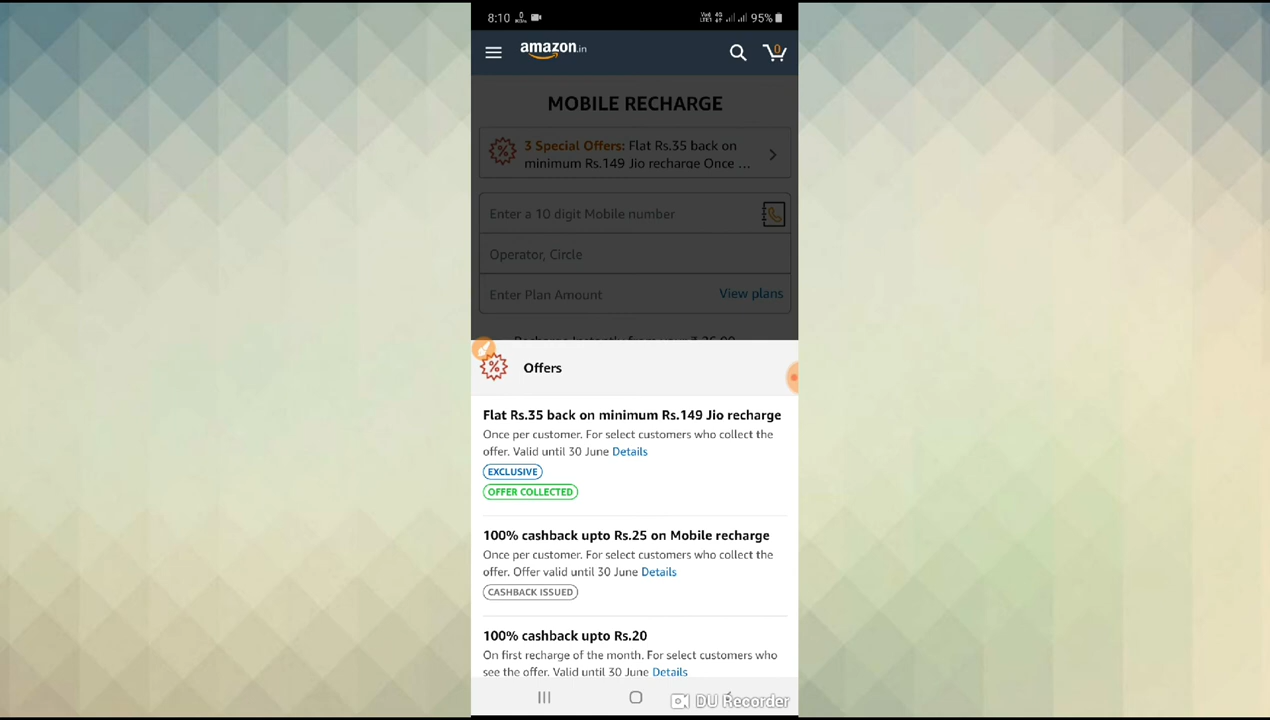 8:10 0 KB/s Vo) 4G LTE1 95%
amazon.in 0
MOBILE RECHARGE
3 Special Offers: Flat Rs.35 back on
minimum Rs.149 Jio recharge Once ...
Enter a 10 digit Mobile number
Operator, Circle
Enter Plan Amount View plans
Offers
Flat Rs.35 back on minimum Rs.149 Jio recharge
Once per customer. For select customers who collect the
offer. Valid until 30 June Details
EXCLUSIVE
OFFER COLLECTED
100% cashback upto Rs.25 on Mobile recharge
Once per customer. For select customers who collect the
offer. Offer valid until 30 June Details
CASHBACK ISSUED
100% cashback upto Rs.20
On first recharge of the month. For select customers who
see the offer. Valid until 30 June Details
DU Recorder